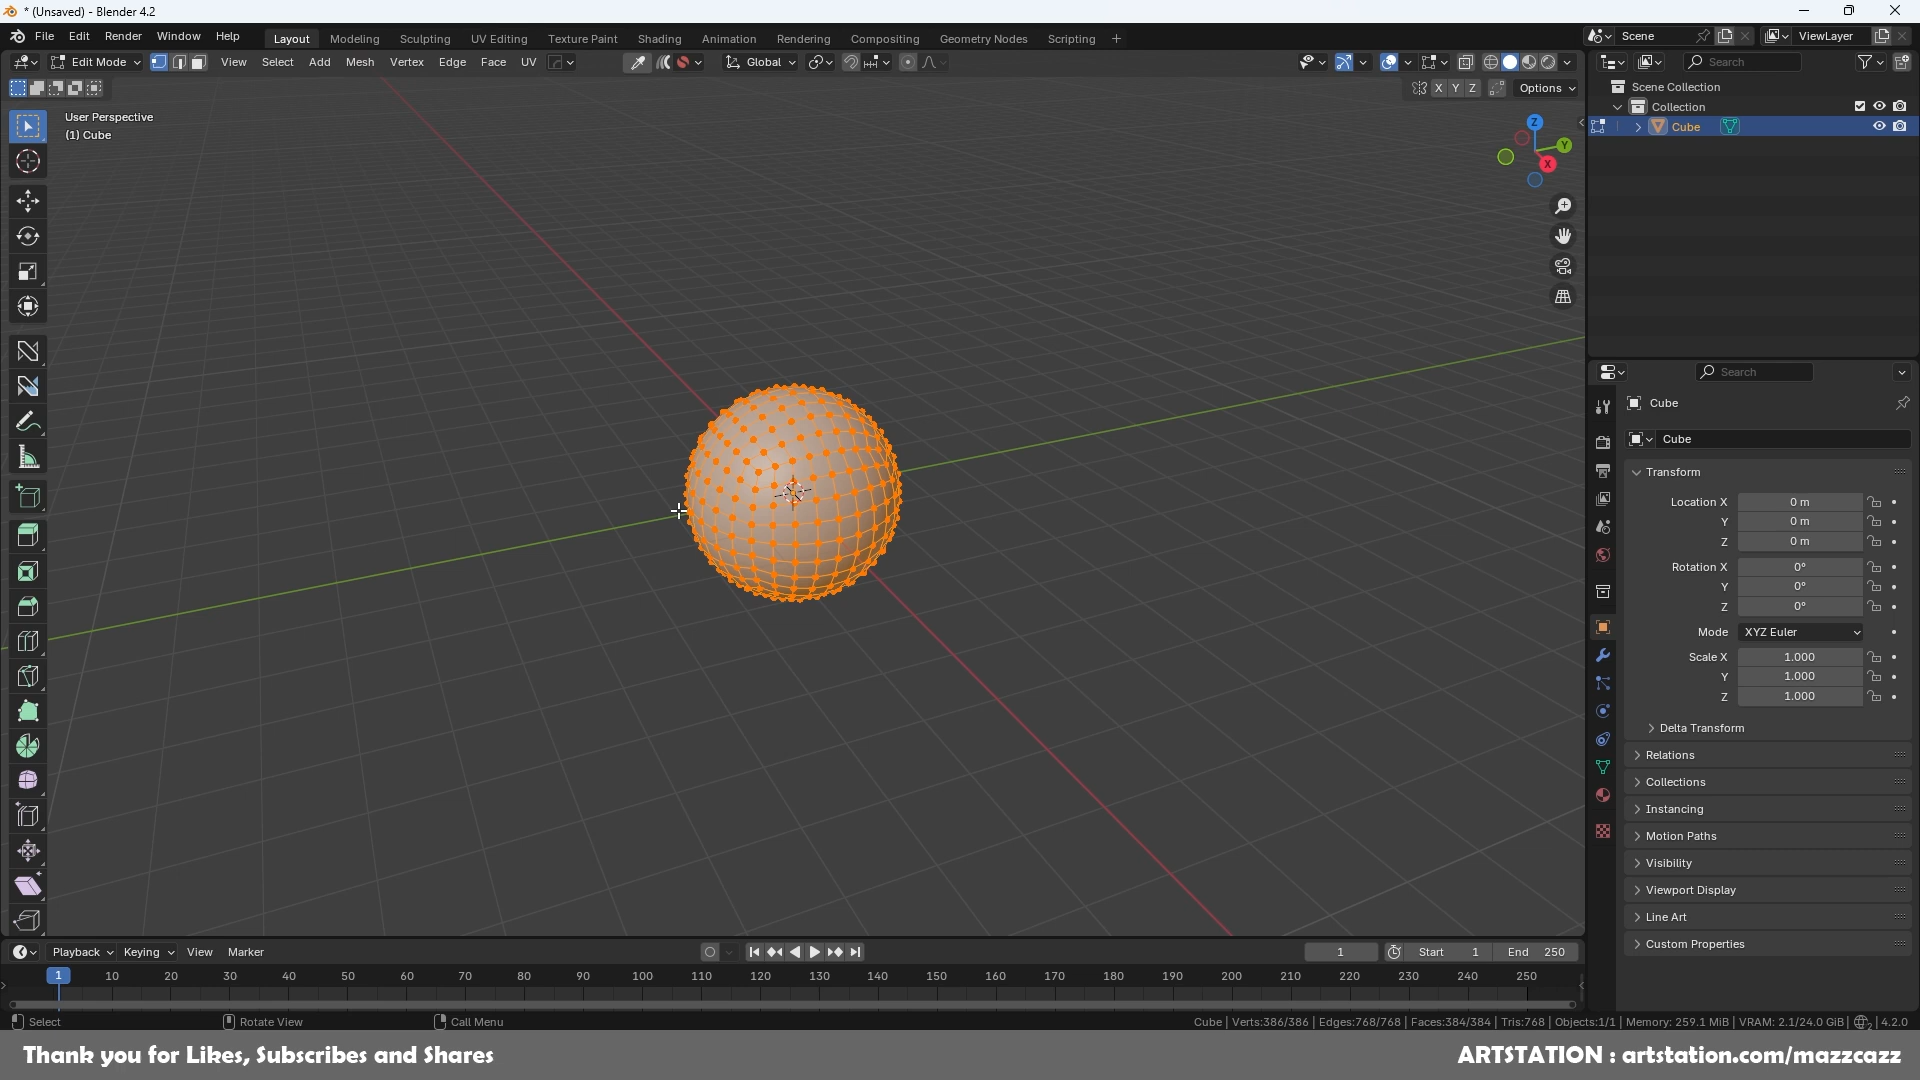 * (Unsaved) - Blender 4.2
File Edit Render Window Help Layout Modeling Sculpting UV Editing Texture Paint Shading Animation Rendering Compositing Geometry Nodes Scripting + Scene ViewLayer
Edit Mode View Select Add Mesh Vertex Edge Face UV Global Search
X Y Z Options
Scene Collection
Collection
Cube
User Perspective
(1) Cube
Z
Y
X
Search
Cube
Cube
Transform
Location X 0 m
Y 0 m
Z 0 m
Rotation X 0°
Y 0°
Z 0°
Mode XYZ Euler
Scale X 1.000
Y 1.000
Z 1.000
Delta Transform
Relations
Collections
Instancing
Motion Paths
Visibility
Viewport Display
Line Art
Custom Properties
Playback Keying View Marker 1 Start 1 End 250
1 10 20 30 40 50 60 70 80 90 100 110 120 130 140 150 160 170 180 190 200 210 220 230 240 250
Select Rotate View Call Menu Cube | Verts:386/386 | Edges:768/768 | Faces:384/384 | Tris:768 | Objects:1/1 | Memory: 259.1 MiB | VRAM: 2.1/24.0 GiB | 2 | 4.2.0
Thank you for Likes, Subscribes and Shares
ARTSTATION : artstation.com/mazzcazz